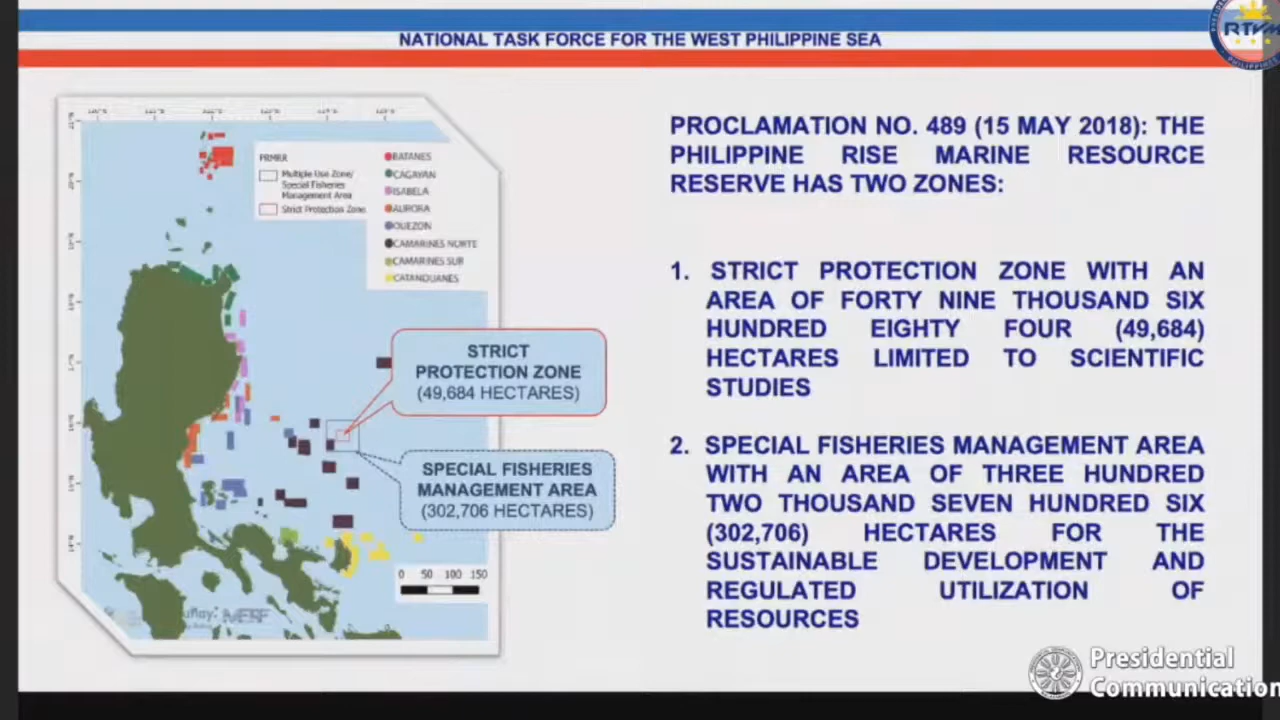 NATIONAL TASK FORCE FOR THE WEST PHILIPPINE SEA
RTVM
PHILIPPINES
PROCLAMATION NO. 489 (15 MAY 2018): THE
PHILIPPINE RISE MARINE RESOURCE
RESERVE HAS TWO ZONES:
1. STRICT PROTECTION ZONE WITH AN
AREA OF FORTY NINE THOUSAND SIX
HUNDRED EIGHTY FOUR (49,684)
HECTARES LIMITED TO SCIENTIFIC
STUDIES
2. SPECIAL FISHERIES MANAGEMENT AREA
WITH AN AREA OF THREE HUNDRED
TWO THOUSAND SEVEN HUNDRED SIX
(302,706) HECTARES FOR THE
SUSTAINABLE DEVELOPMENT AND
REGULATED UTILIZATION OF
RESOURCES
PRMRR
Multiple Use Zone/
Special Fisheries
Management Area
Strict Protection Zone
BATANES
CAGAYAN
ISABELA
AURORA
QUEZON
CAMARINES NORTE
CAMARINES SUR
CATANDUANES
STRICT
PROTECTION ZONE
(49,684 HECTARES)
SPECIAL FISHERIES
MANAGEMENT AREA
(302,706 HECTARES)
0 50 100 150
MERF
Presidential
Communication